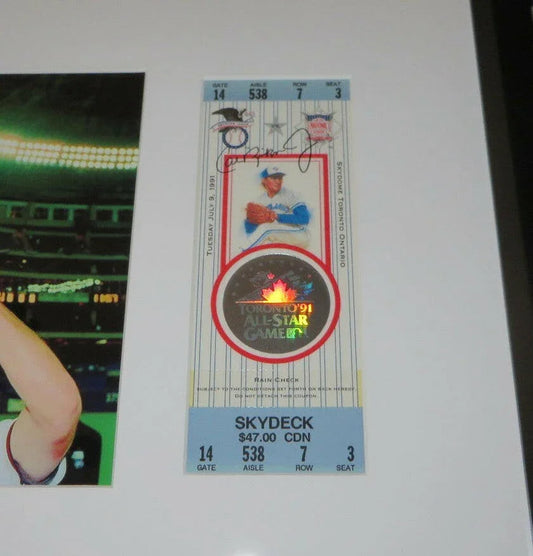 GATE AISLE ROW SEAT
14 538 7 3
TUESDAY JULY 9, 1991
SKYDOME TORONTO ONTARIO
TORONTO '91
ALL-STAR
GAME
RAIN CHECK
SUBJECT TO THE CONDITIONS SET FORTH ON BACK HEREOF
DO NOT DETACH THIS COUPON.
SKYDECK
$47.00 CDN
14 538 7 3
GATE AISLE ROW SEAT